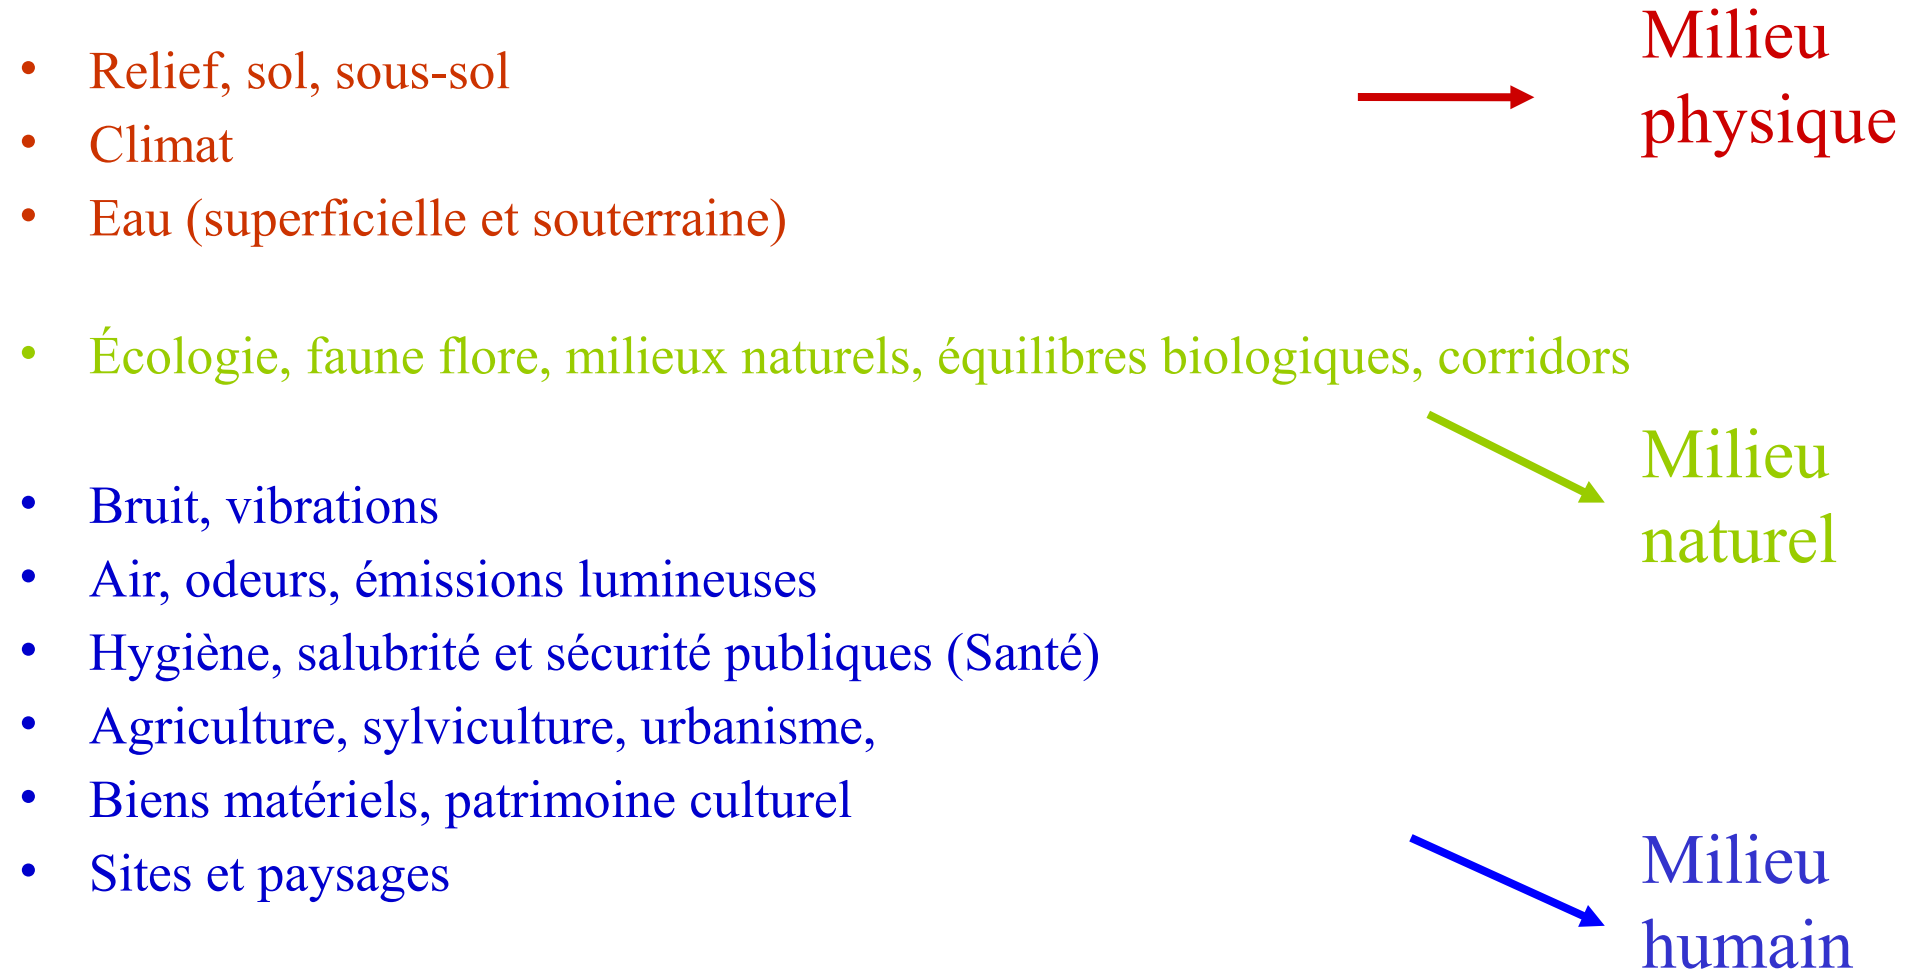 • Relief, sol, sous-sol
• Climat
• Eau (superficielle et souterraine)
Milieu
physique
• Écologie, faune flore, milieux naturels, équilibres biologiques, corridors
Milieu
naturel
• Bruit, vibrations
• Air, odeurs, émissions lumineuses
• Hygiène, salubrité et sécurité publiques (Santé)
• Agriculture, sylviculture, urbanisme,
• Biens matériels, patrimoine culturel
• Sites et paysages
Milieu
humain